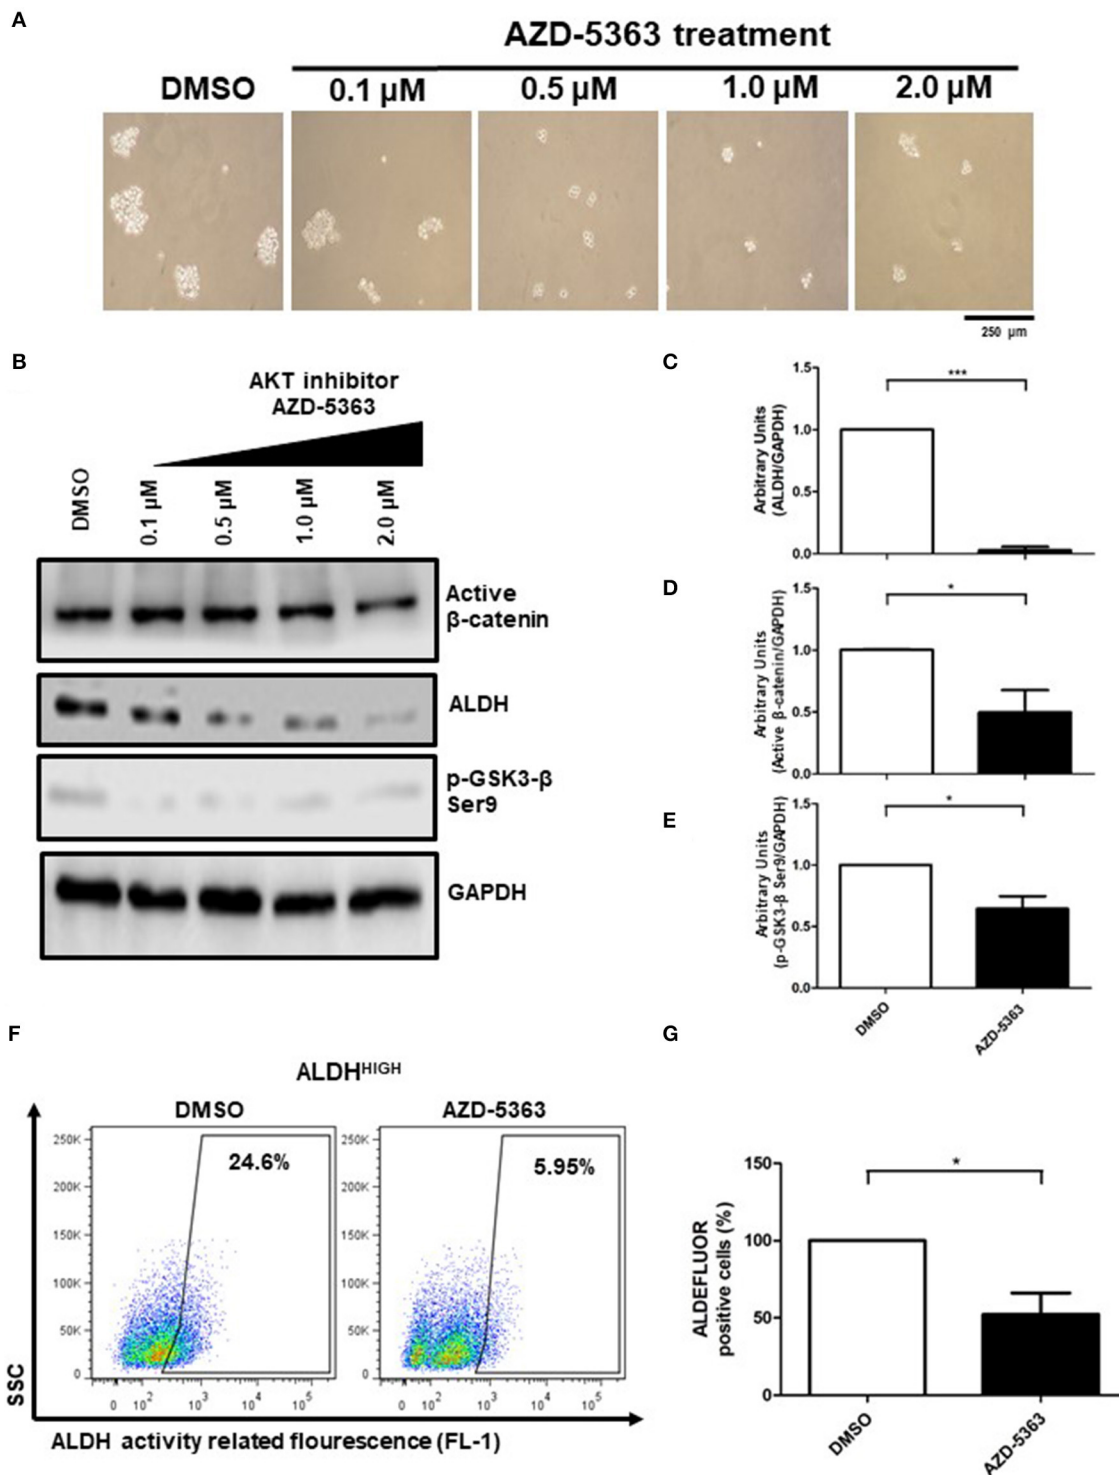 A
AZD-5363 treatment
DMSO
0.1 µM
0.5 µM
1.0 µM
2.0 µM
250 µm
B
AKT inhibitor
AZD-5363
DMSO
0.1 µM
0.5 µM
1.0 µM
2.0 µM
Active
β-catenin
ALDH
p-GSK3-β
Ser9
GAPDH
C
Arbitrary Units
(ALDH/GAPDH)
1.5
1.0
0.5
0.0
***
D
Arbitrary Units
(Active β-catenin/GAPDH)
1.5
1.0
0.5
0.0
*
E
Arbitrary Units
(p-GSK3-β Ser9/GAPDH)
1.5
1.0
0.5
0.0
*
DMSO
AZD-5363
F
ALDHHIGH
DMSO
AZD-5363
250K
200K
150K
100K
50K
0
24.6%
0 10² 10³ 10⁴ 10⁵
250K
200K
150K
100K
50K
0
5.95%
0 10² 10³ 10⁴ 10⁵
SSC
ALDH activity related flourescence (FL-1)
G
ALDEFLUOR
positive cells (%)
150
100
50
0
*
DMSO
AZD-5363